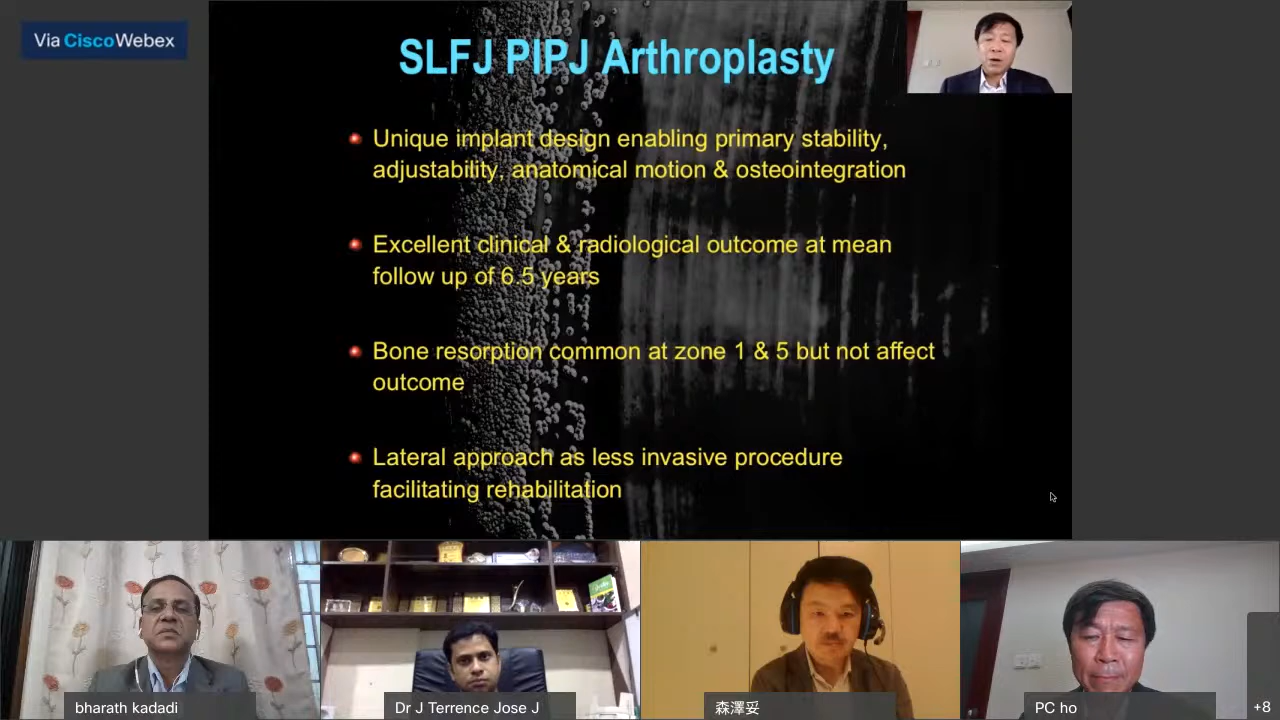 Via Cisco Webex
SLFJ PIPJ Arthroplasty
Unique implant design enabling primary stability,
adjustability, anatomical motion & osteointegration
Excellent clinical & radiological outcome at mean
follow up of 6.5 years
Bone resorption common at zone 1 & 5 but not affect
outcome
Lateral approach as less invasive procedure
facilitating rehabilitation
bharath kadadi
Dr J Terrence Jose J
森澤妥
PC ho
+8